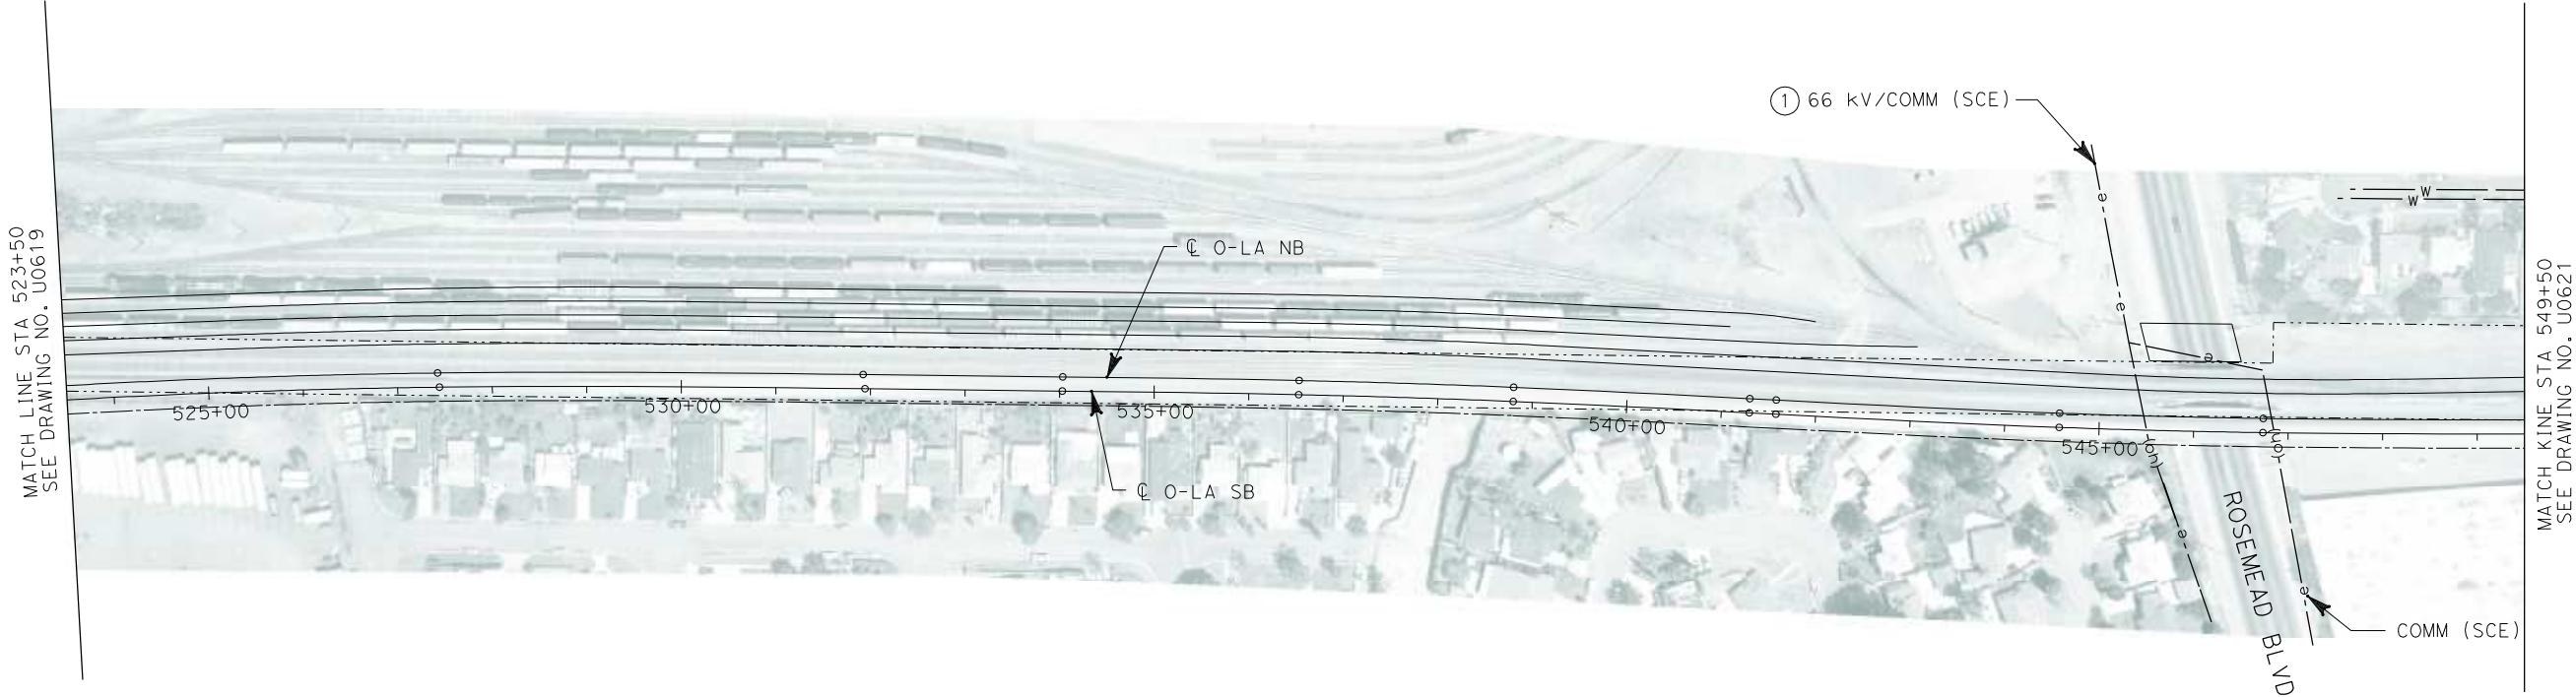 MATCH LINE STA 523+50
SEE DRAWING NO. U0619
① 66 kV/COMM (SCE)
e
W
W
℄ O-LA NB
e
e
525+00
530+00
535+00
540+00
545+00
(oh)
(oh)
℄ O-LA SB
e
e
ROSEMEAD BLVD
COMM (SCE)
MATCH KINE STA 549+50
SEE DRAWING NO. U0621